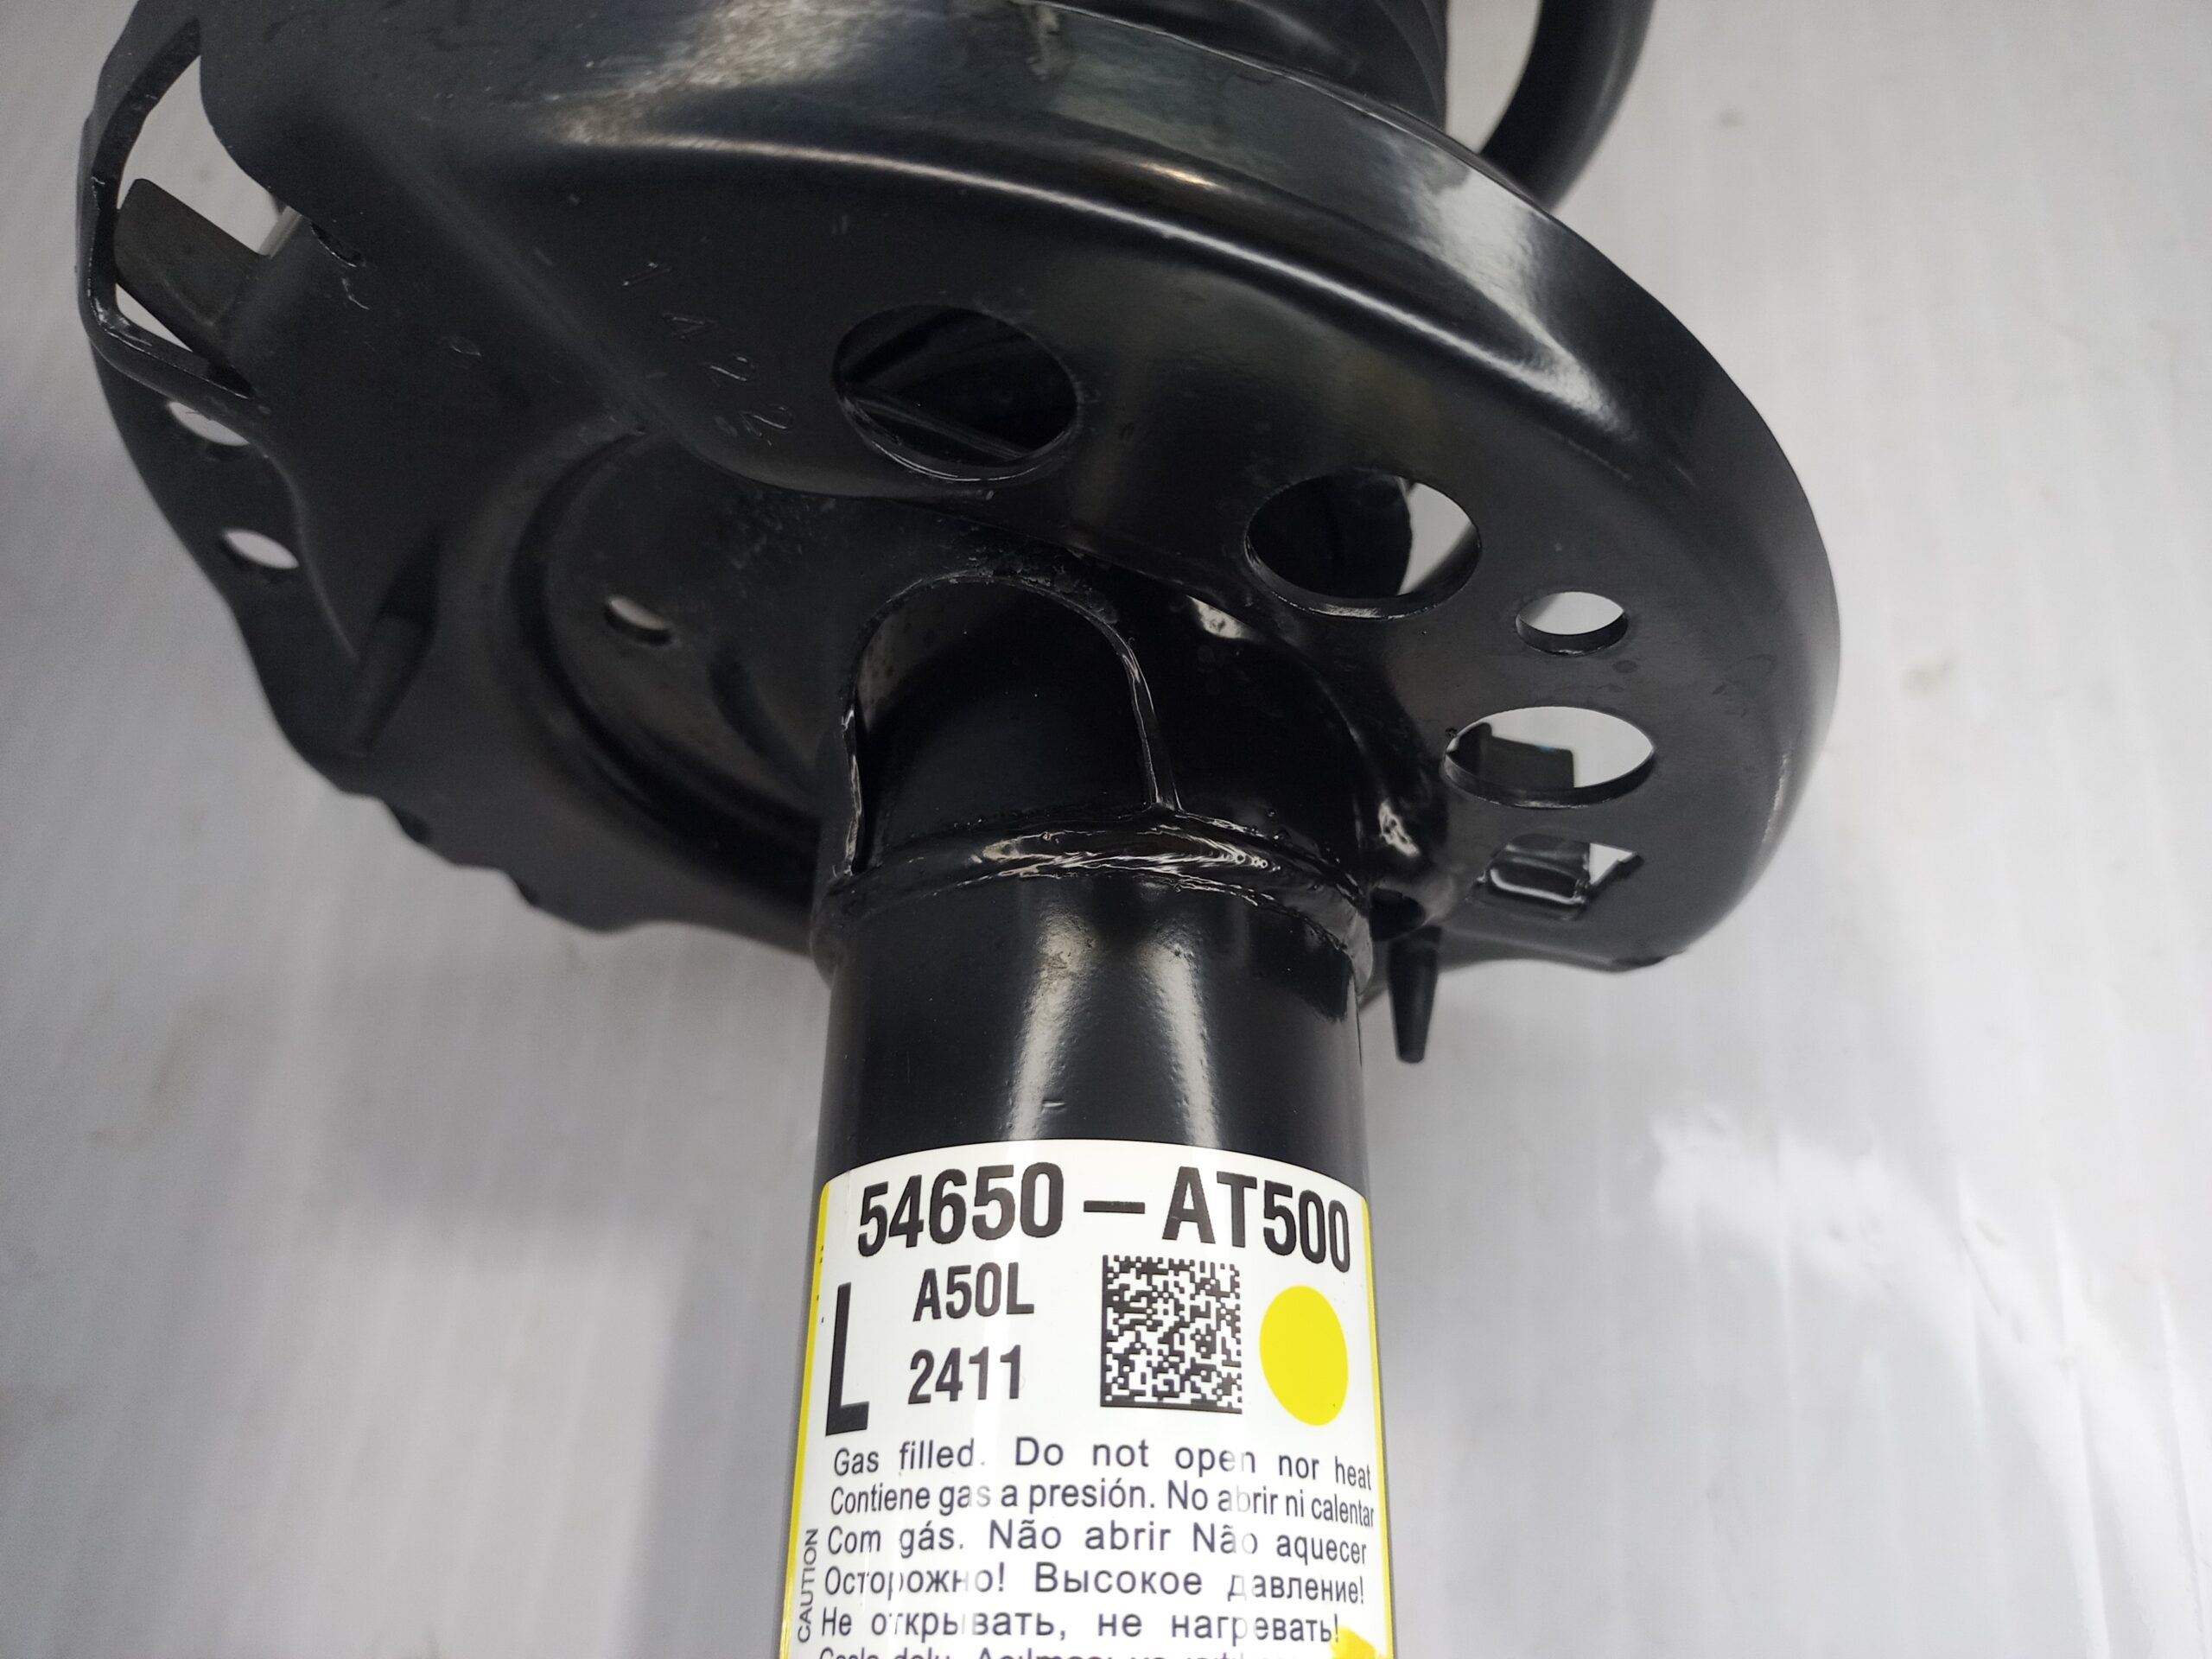 1422
54650-AT500
L
A50L
2411
Gas filled. Do not open nor heat
Contiene gas a presión. No abrir ni calentar
Com gás. Não abrir Não aquecer
Осторожно! Высокое давление!
Не открывать, не нагревать!
CAUTION